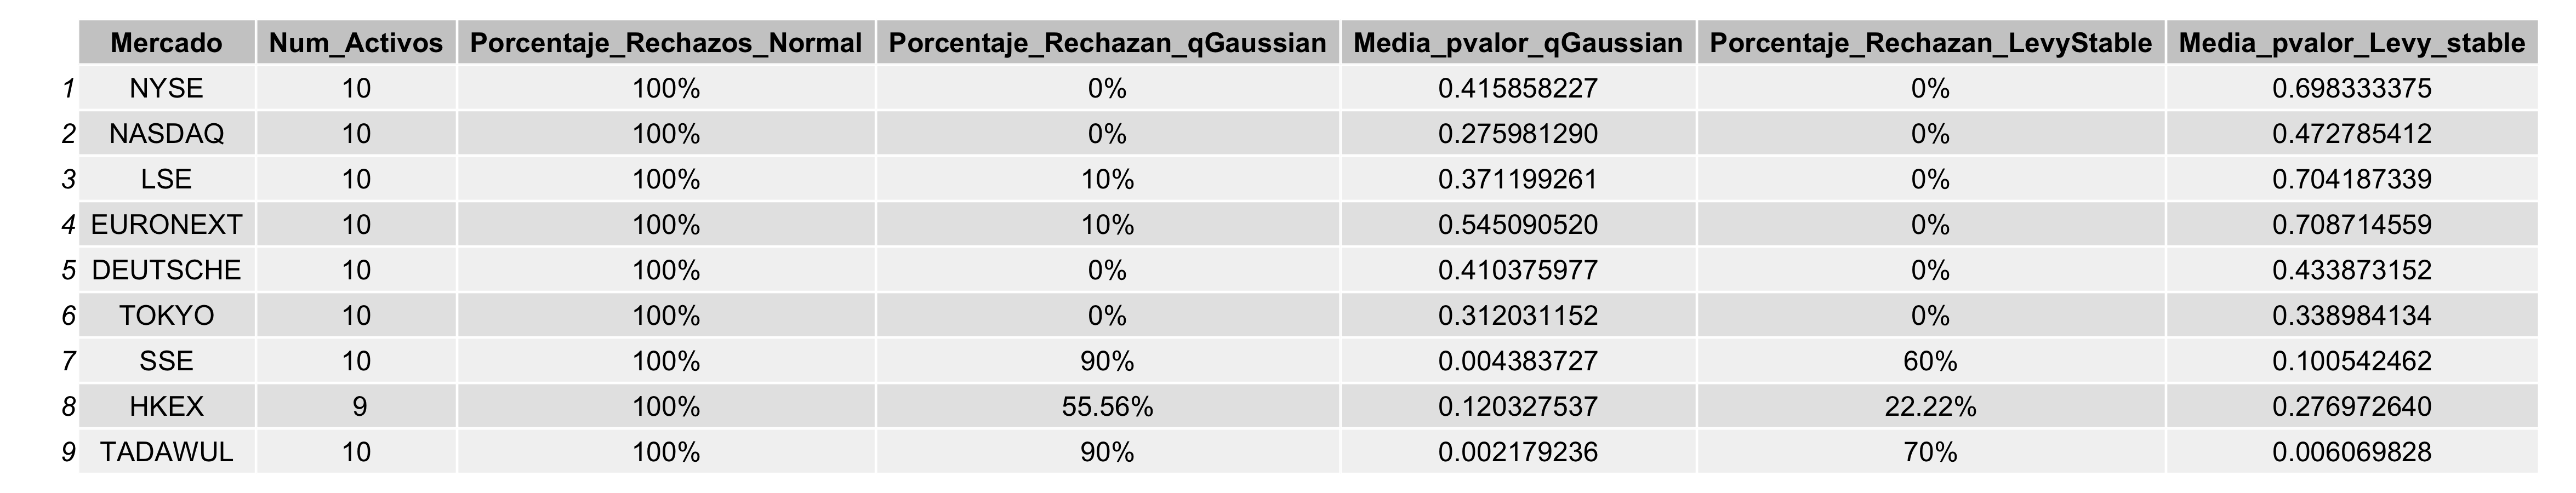 Mercado Num_Activos Porcentaje_Rechazos_Normal Porcentaje_Rechazan_qGaussian Media_pvalor_qGaussian Porcentaje_Rechazan_LevyStable Media_pvalor_Levy_stable
1 NYSE 10 100% 0% 0.415858227 0% 0.698333375
2 NASDAQ 10 100% 0% 0.275981290 0% 0.472785412
3 LSE 10 100% 10% 0.371199261 0% 0.704187339
4 EURONEXT 10 100% 10% 0.545090520 0% 0.708714559
5 DEUTSCHE 10 100% 0% 0.410375977 0% 0.433873152
6 TOKYO 10 100% 0% 0.312031152 0% 0.338984134
7 SSE 10 100% 90% 0.004383727 60% 0.100542462
8 HKEX 9 100% 55.56% 0.120327537 22.22% 0.276972640
9 TADAWUL 10 100% 90% 0.002179236 70% 0.006069828